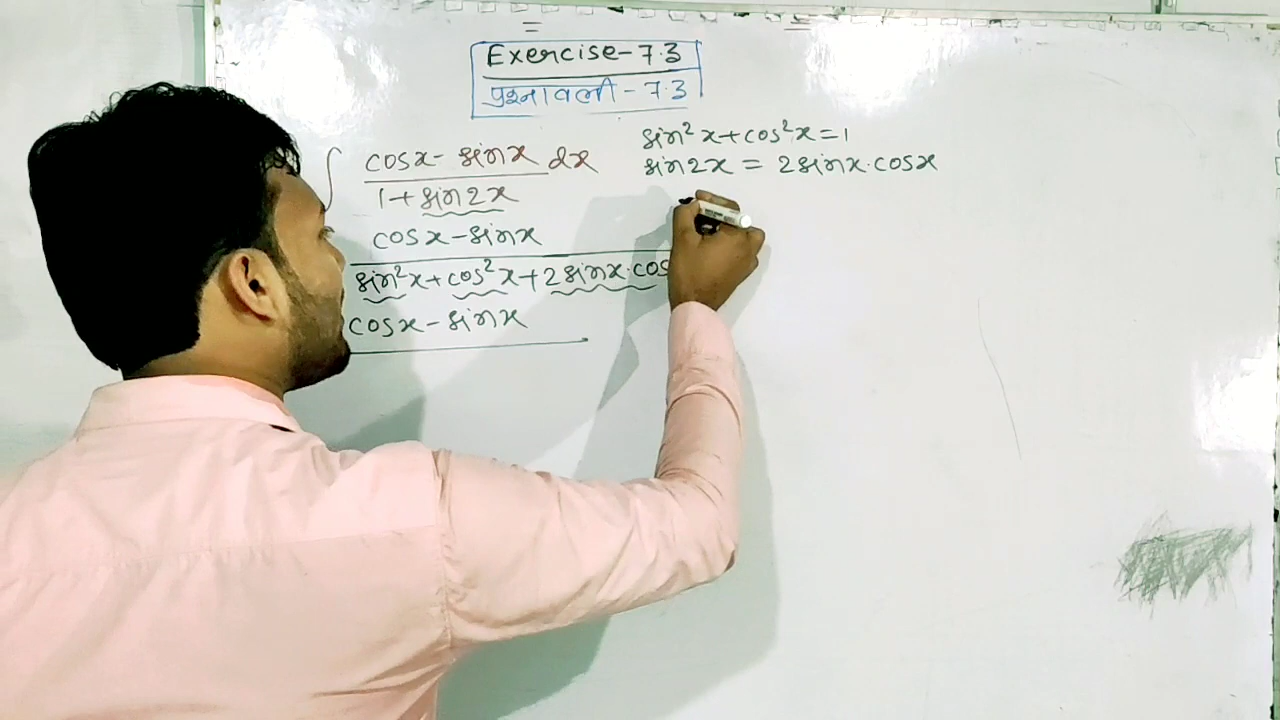 Exercise-7.3
प्रश्नावली-7.3
∫ cosx - sinx dx
1+ sin2x
sin²x+cos²x=1
sin2x = 2sinx.cosx
cosx-sinx
sin²x+cos²x+2sinx.cos
cosx-sinx